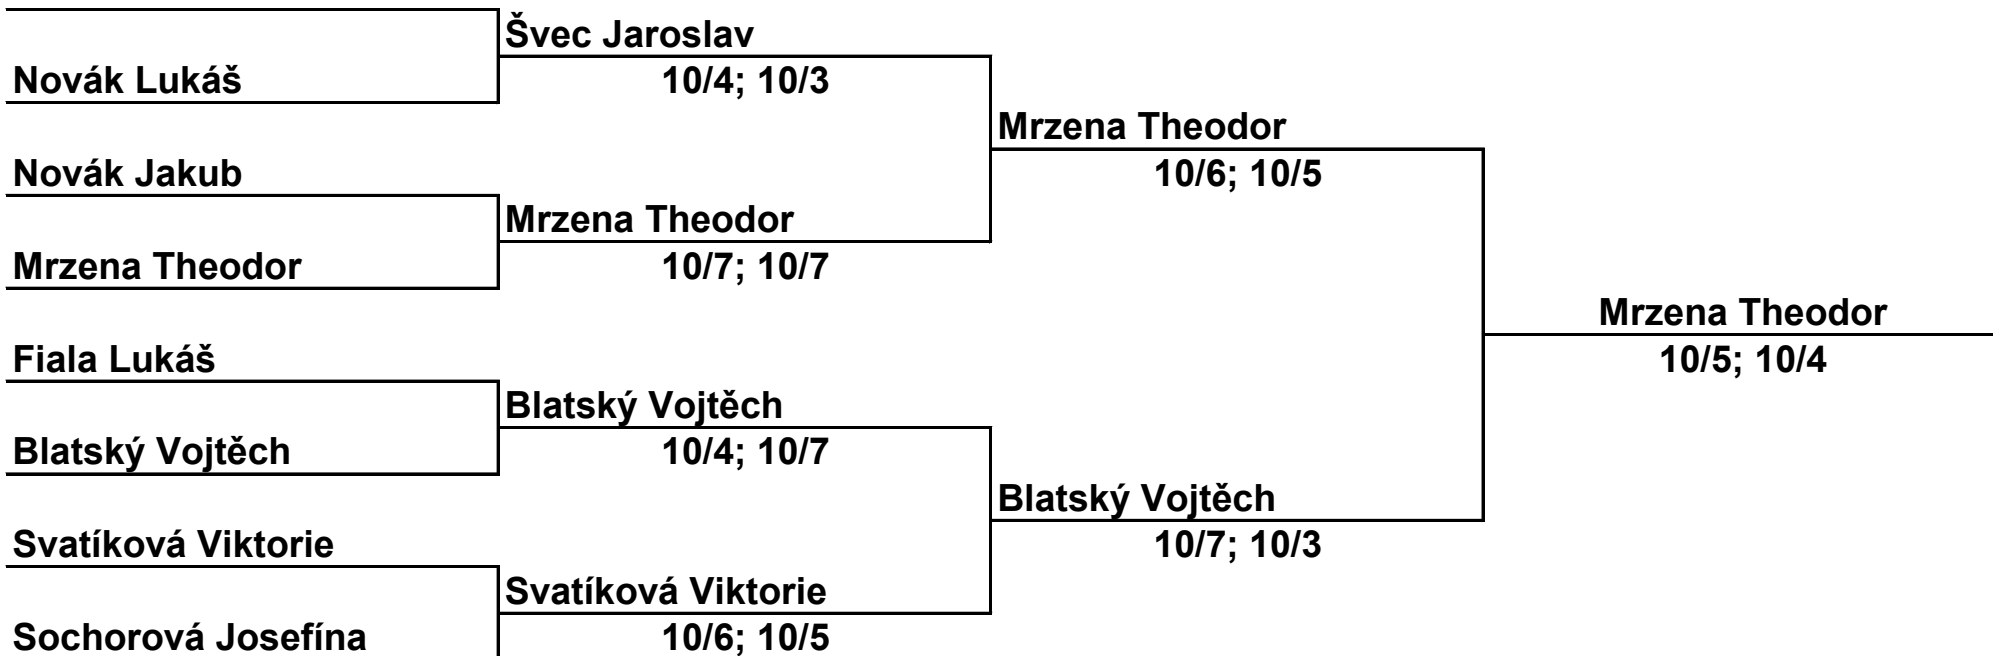 Švec Jaroslav
Novák Lukáš
10/4; 10/3
Mrzena Theodor
Novák Jakub
10/6; 10/5
Mrzena Theodor
Mrzena Theodor
10/7; 10/7
Mrzena Theodor
Fiala Lukáš
10/5; 10/4
Blatský Vojtěch
Blatský Vojtěch
10/4; 10/7
Blatský Vojtěch
Svatíková Viktorie
10/7; 10/3
Svatíková Viktorie
Sochorová Josefína
10/6; 10/5